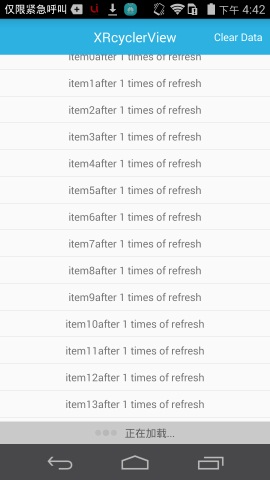 仅限紧急呼叫 下午 4:42
XRcyclerView Clear Data
item0after 1 times of refresh
item1after 1 times of refresh
item2after 1 times of refresh
item3after 1 times of refresh
item4after 1 times of refresh
item5after 1 times of refresh
item6after 1 times of refresh
item7after 1 times of refresh
item8after 1 times of refresh
item9after 1 times of refresh
item10after 1 times of refresh
item11after 1 times of refresh
item12after 1 times of refresh
item13after 1 times of refresh
正在加载...